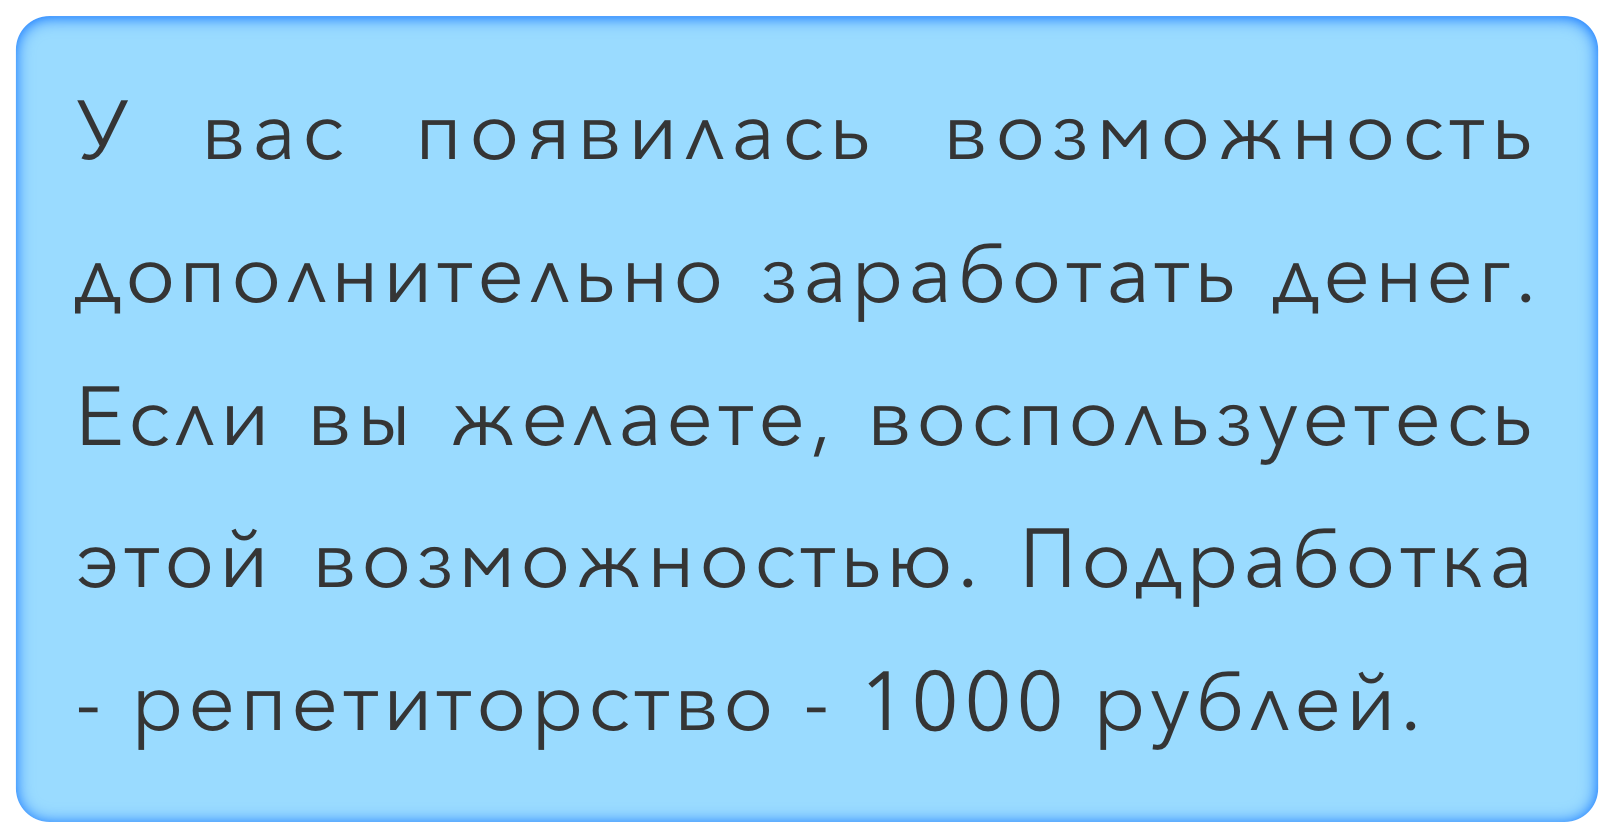 У вас появилась возможность
дополнительно заработать денег.
Если вы желаете, воспользуетесь
этой возможностью. Подработка
- репетиторство - 1000 рублей.